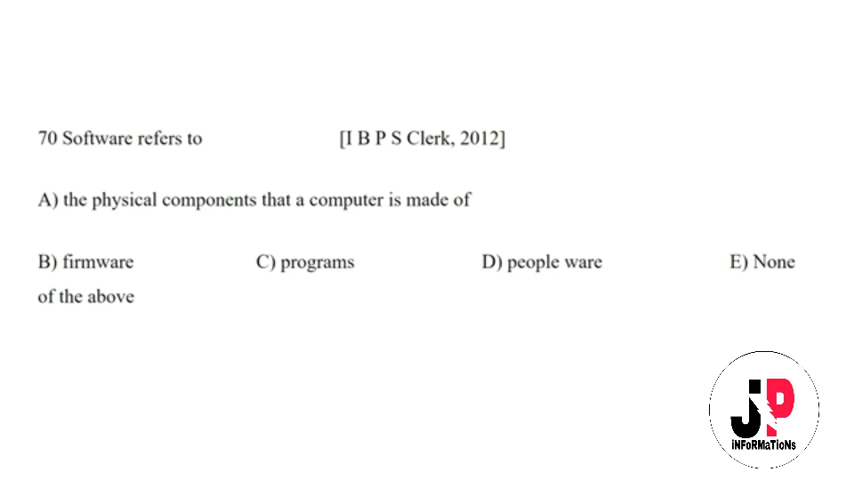 70 Software refers to [I B P S Clerk, 2012]
A) the physical components that a computer is made of
B) firmware C) programs D) people ware E) None
of the above
JP
iNFoRMaTioNs